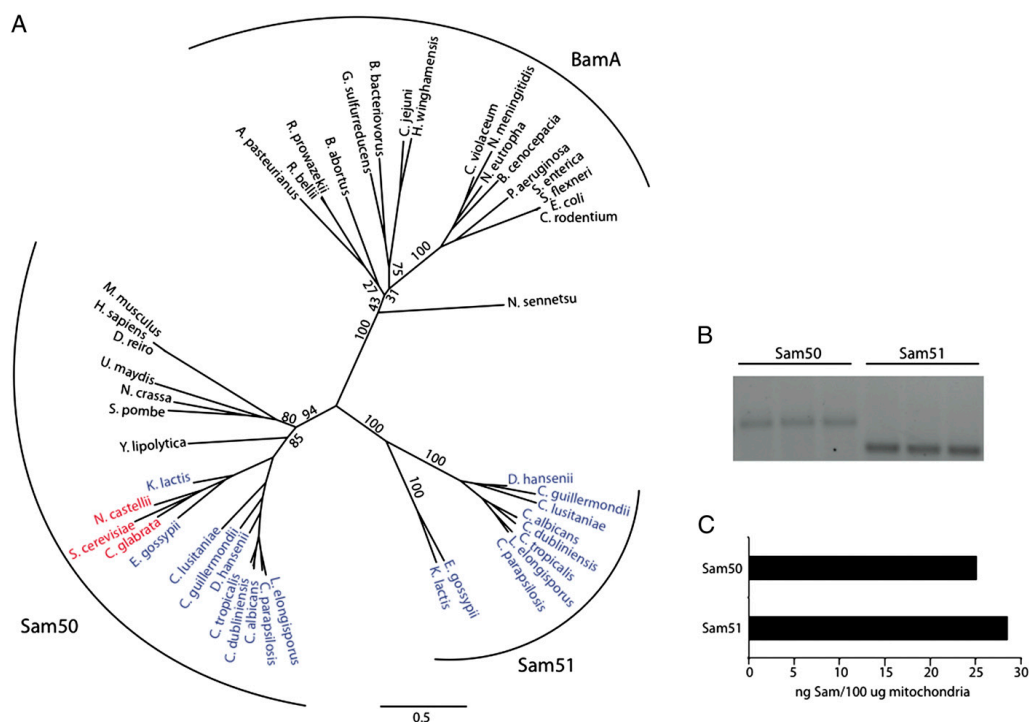 A
BamA
A. pasteurianus
R. prowazekii
R. bellii
B. abortus
G. sulfurreducens
B. bacteriovorus
C. jejuni
H. winghamensis
C. violaceum
N. meningitidis
N. eutropha
B. cenocepacia
P. aeruginosa
S. enterica
S. flexneri
E. coli
C. rodentium
100
75
27
31
43
100
N. sennetsu
M. musculus
H. sapiens
D. reiro
U. maydis
N. crassa
S. pombe
Y. lipolytica
80
94
85
K. lactis
N. castellii
S. cerevisiae
C. glabrata
E. gossypii
C. lusitaniae
C. guillermondii
D. hansenii
C. tropicalis
C. dubliniensis
C. albicans
C. parapsilosis
L. elongisporus
Sam50
100
100
100
D. hansenii
C. guillermondii
C. lusitaniae
C. albicans
C. dubliniensis
C. tropicalis
L. elongisporus
C. parapsilosis
E. gossypii
K. lactis
Sam51
0.5
B
Sam50 Sam51
C
Sam50
Sam51
0 5 10 15 20 25 30
ng Sam/100 ug mitochondria